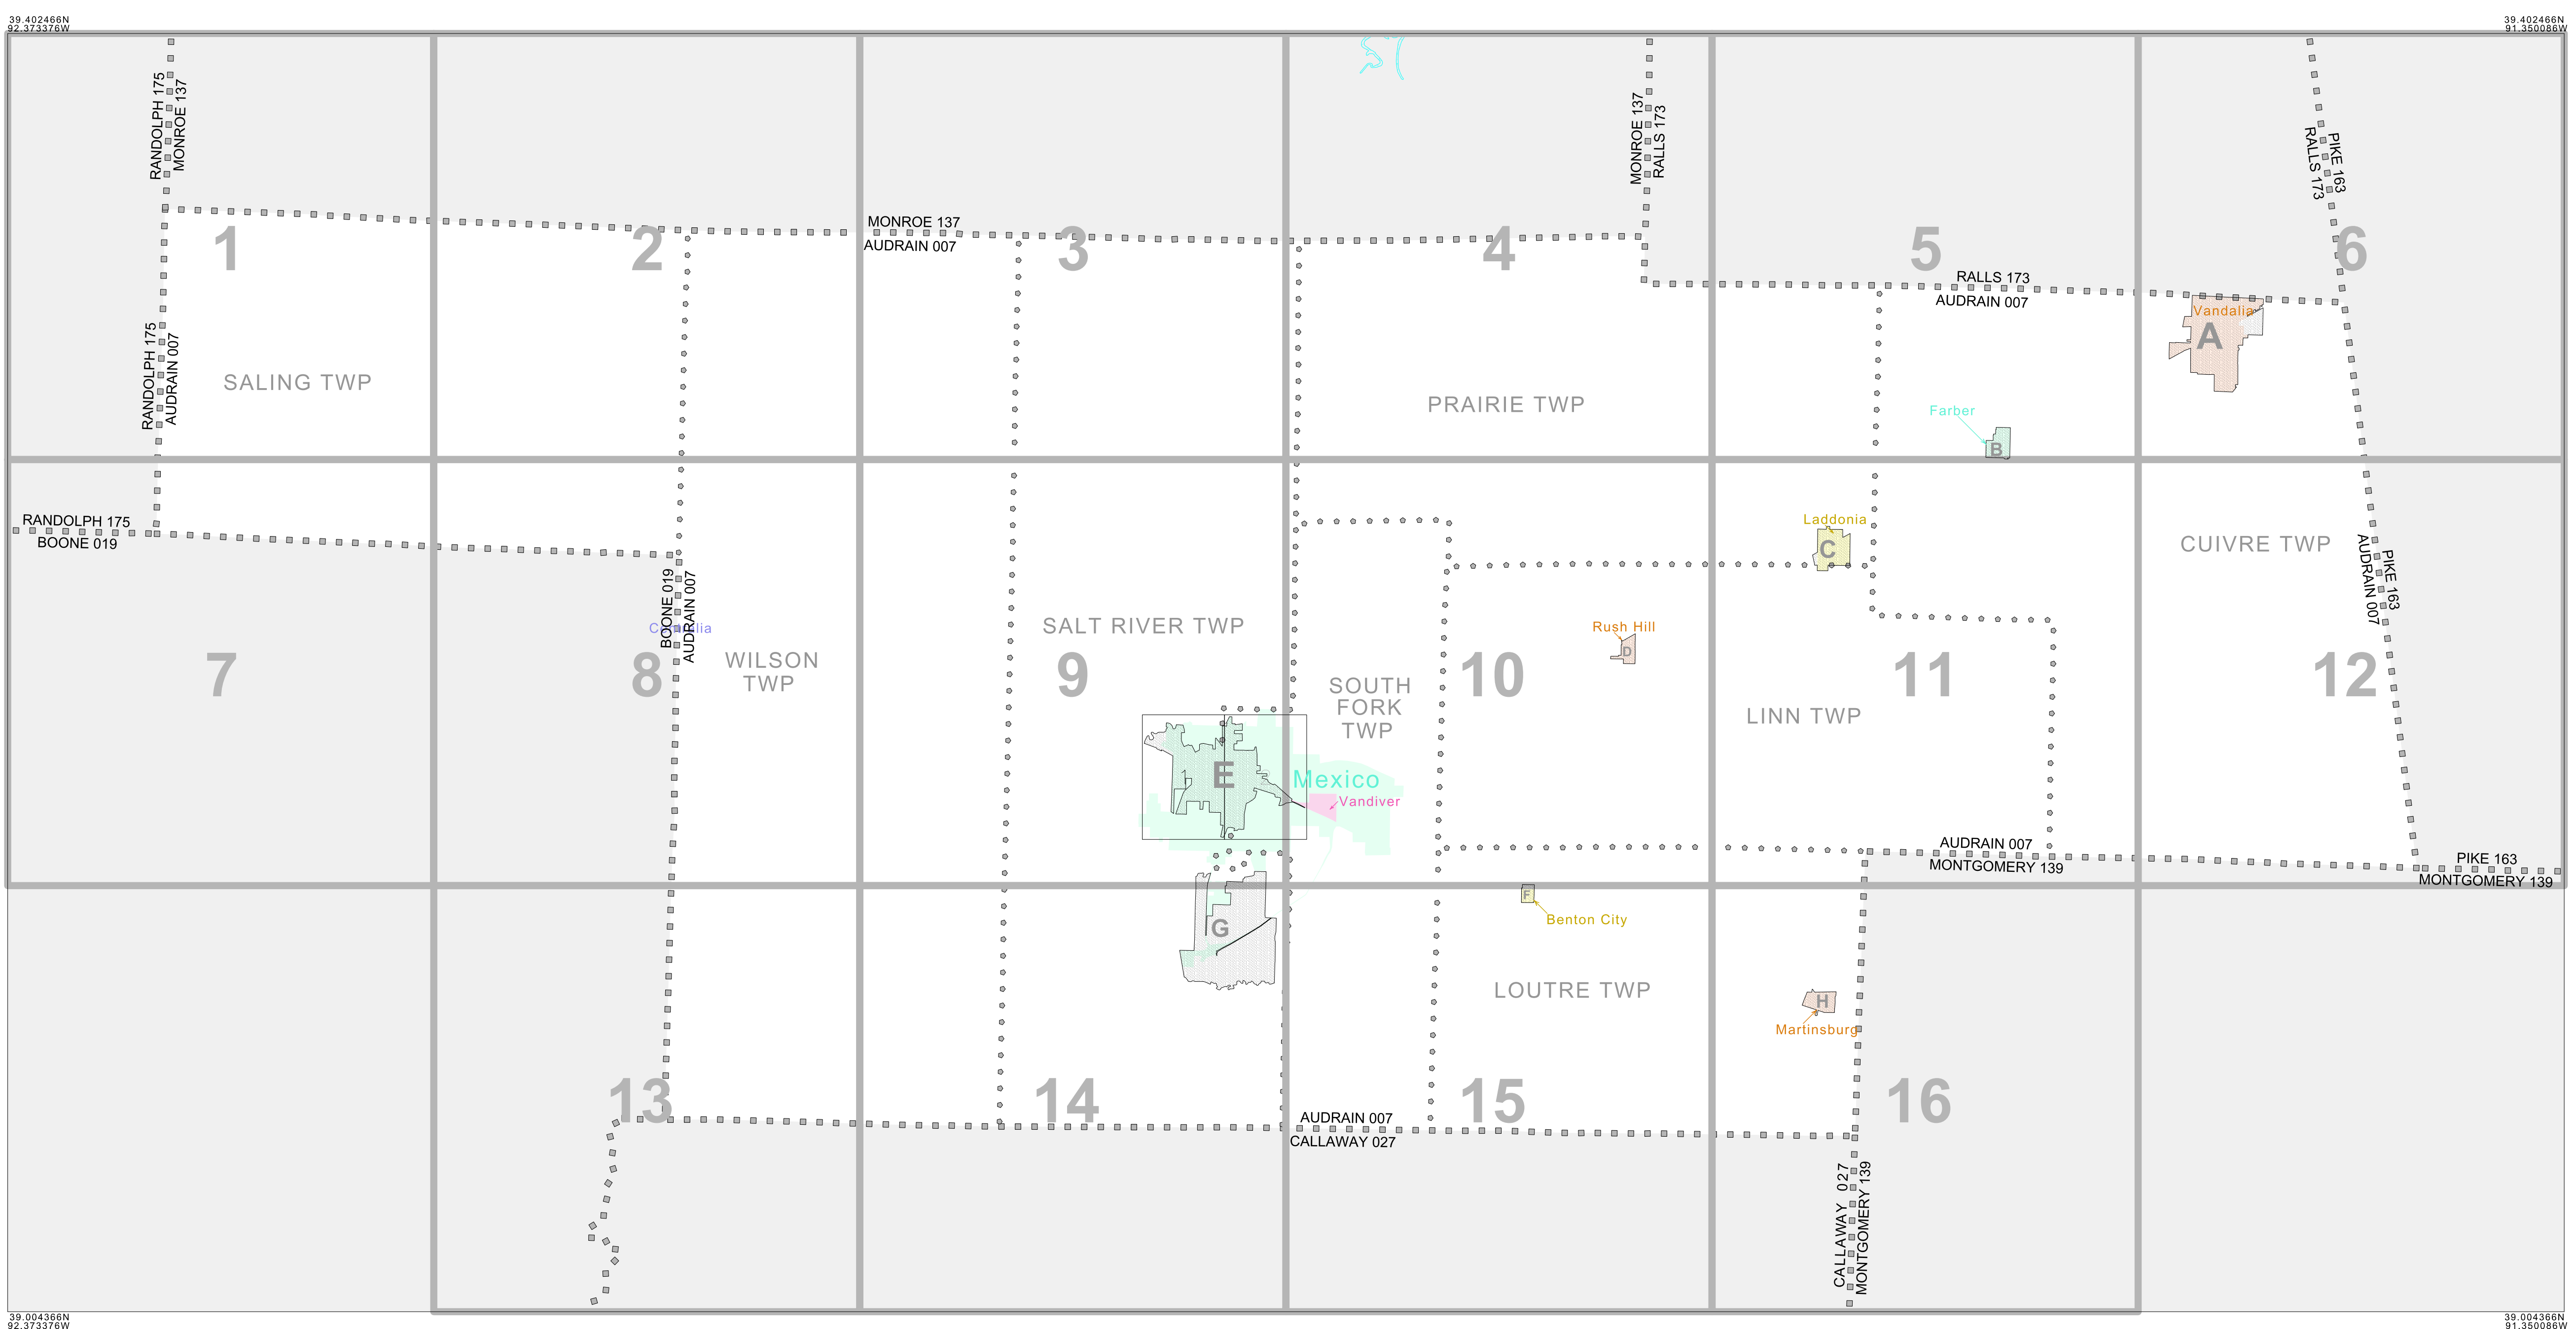 39.402466N
92.373376W
39.402466N
91.350086W
RANDOLPH 175
MONROE 137
MONROE 137
RALLS 173
PIKE 163
RALLS 173
MONROE 137
AUDRAIN 007
1
2
3
4
5
6
RALLS 173
AUDRAIN 007
Vandalia
A
RANDOLPH 175
AUDRAIN 007
SALING TWP
PRAIRIE TWP
Farber
B
RANDOLPH 175
BOONE 019
Laddonia
C
CUIVRE TWP
PIKE 163
AUDRAIN 007
BOONE 019
AUDRAIN 007
Centralia
SALT RIVER TWP
Rush Hill
D
WILSON
TWP
7
8
9
10
11
12
SOUTH
FORK
TWP
LINN TWP
E
Mexico
Vandiver
AUDRAIN 007
MONTGOMERY 139
PIKE 163
MONTGOMERY 139
F
Benton City
G
LOUTRE TWP
H
Martinsburg
13
14
15
16
AUDRAIN 007
CALLAWAY 027
CALLAWAY 027
MONTGOMERY 139
39.004366N
92.373376W
39.004366N
91.350086W